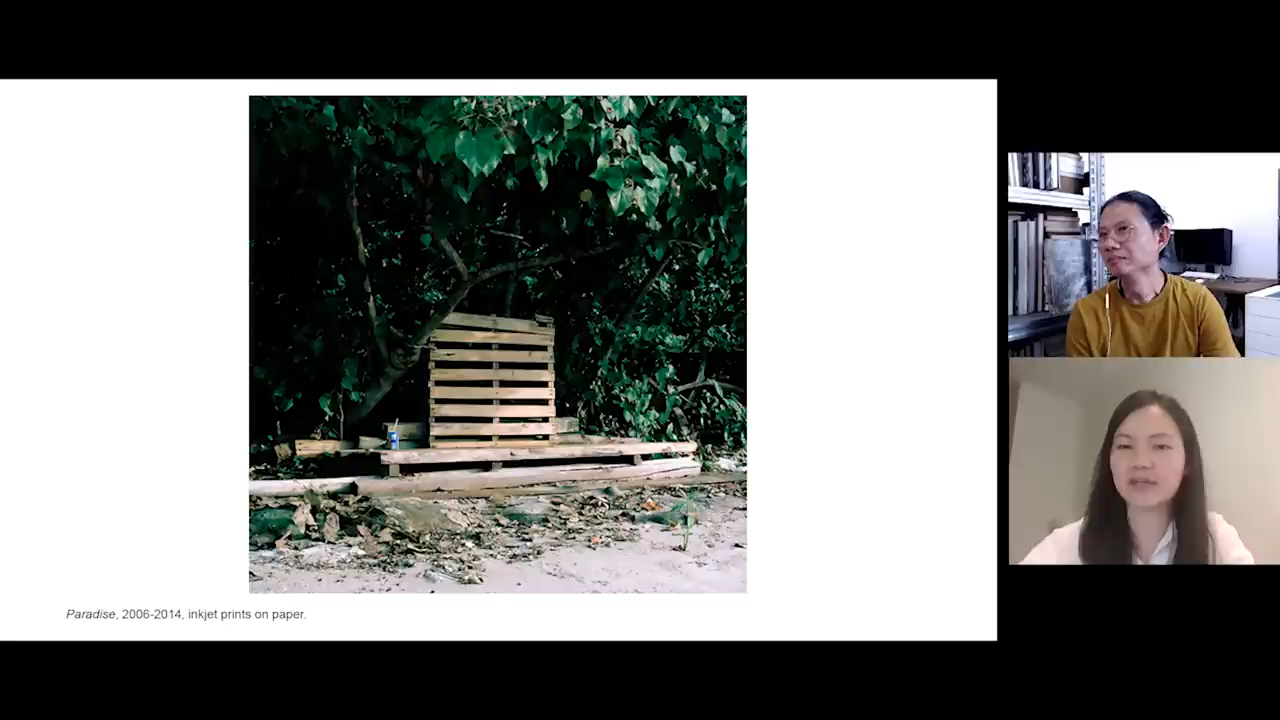 Paradise, 2006-2014, inkjet prints on paper.